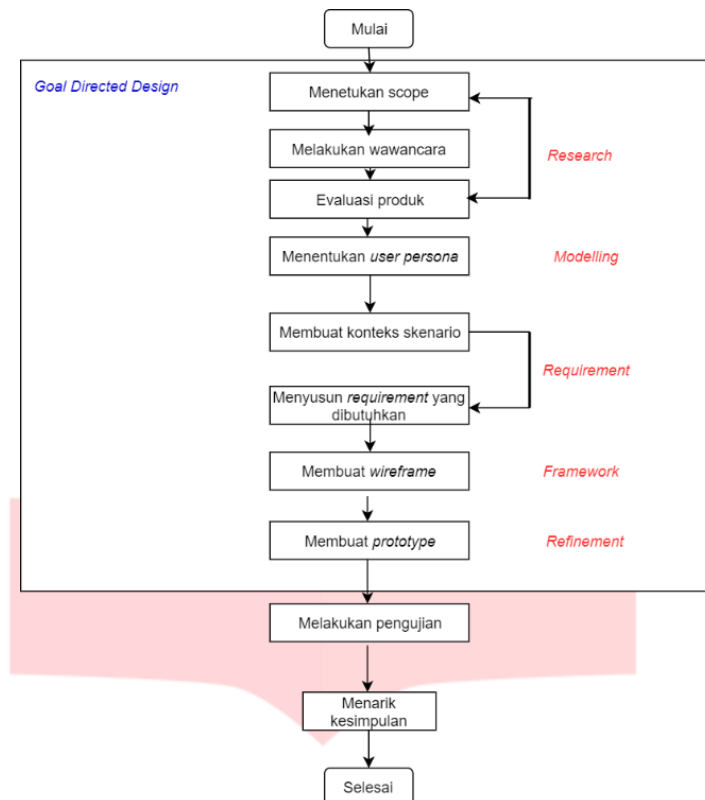 Mulai
Goal Directed Design
Menetukan scope
Melakukan wawancara
Research
Evaluasi produk
Menentukan user persona
Modelling
Membuat konteks skenario
Requirement
Menyusun requirement yang
dibutuhkan
Membuat wireframe
Framework
Membuat prototype
Refinement
Melakukan pengujian
Menarik
kesimpulan
Selesai